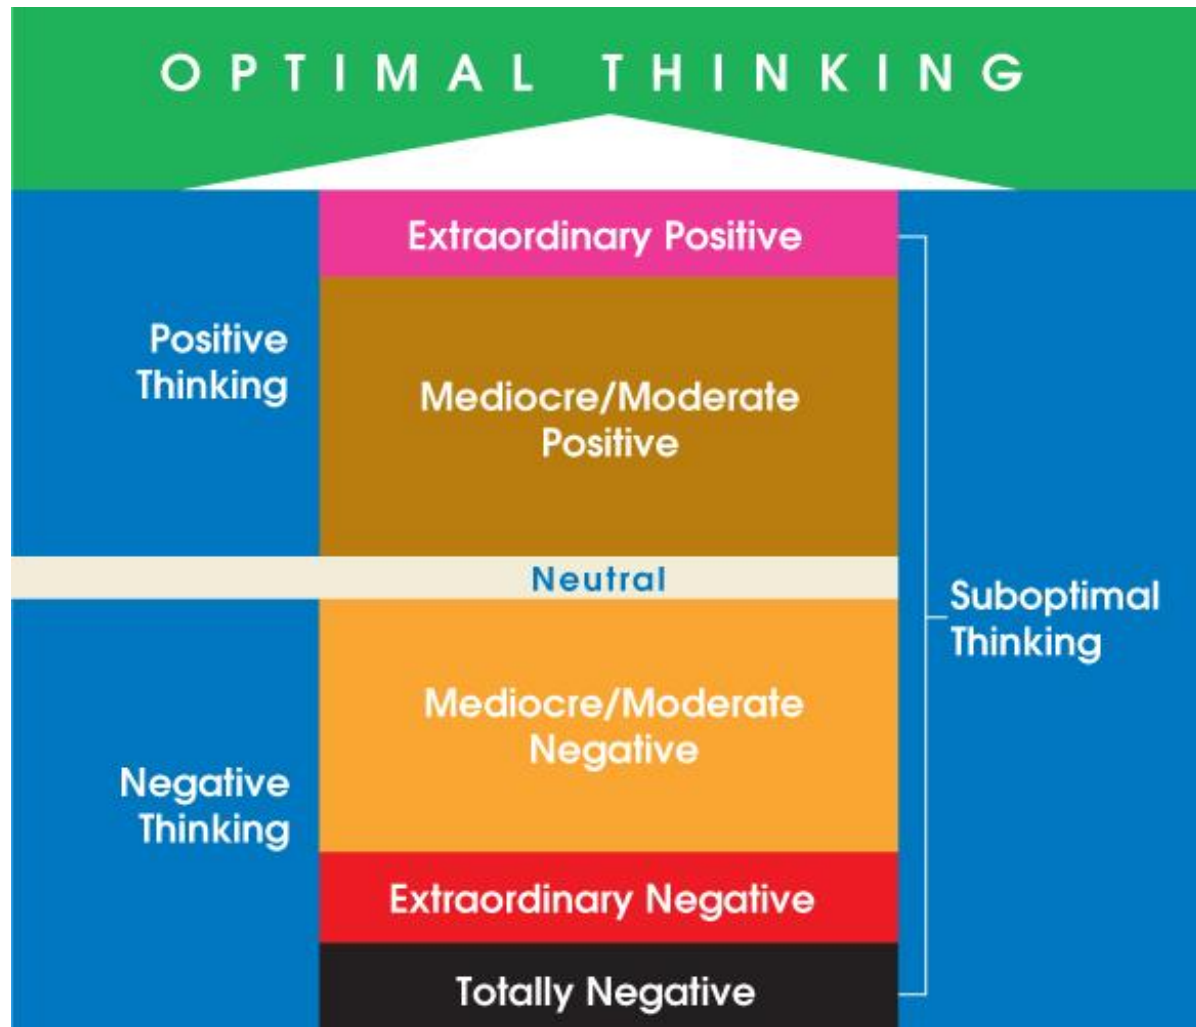 OPTIMAL THINKING
Extraordinary Positive
Positive
Thinking
Mediocre/Moderate
Positive
Neutral
Suboptimal
Thinking
Mediocre/Moderate
Negative
Negative
Thinking
Extraordinary Negative
Totally Negative